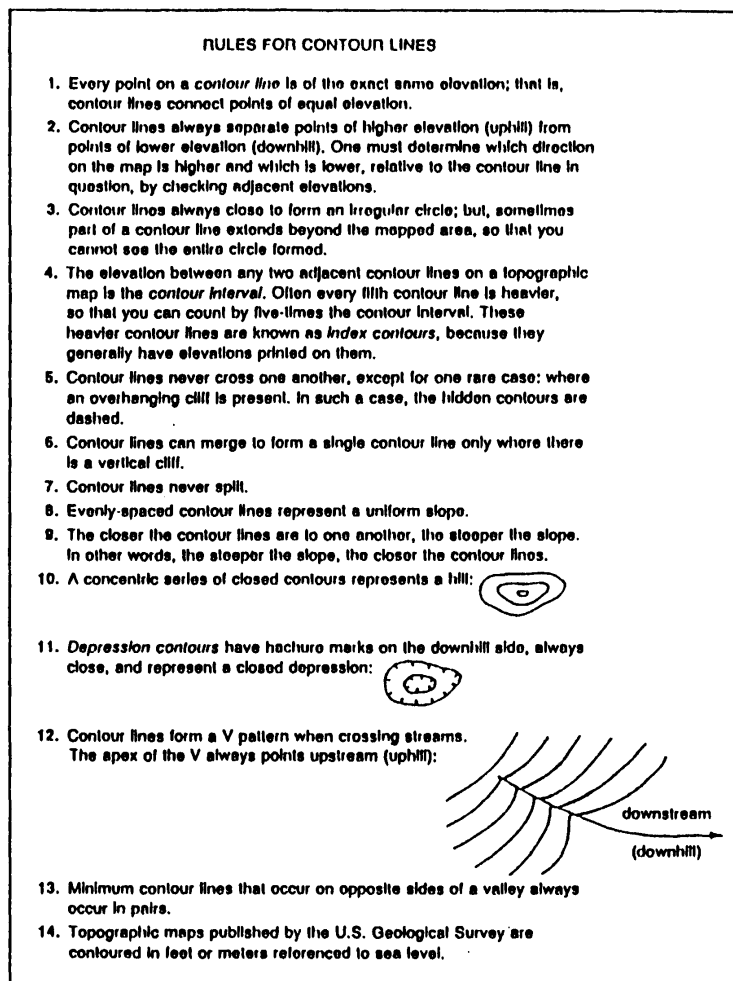 RULES FOR CONTOUR LINES
1. Every point on a contour line is of the exact same elevation; that is,
contour lines connect points of equal elevation.
2. Contour lines always separate points of higher elevation (uphill) from
points of lower elevation (downhill). One must determine which direction
on the map is higher and which is lower, relative to the contour line in
question, by checking adjacent elevations.
3. Contour lines always close to form an irregular circle; but, sometimes
part of a contour line extends beyond the mapped area, so that you
cannot see the entire circle formed.
4. The elevation between any two adjacent contour lines on a topographic
map is the contour interval. Often every fifth contour line is heavier,
so that you can count by five-times the contour interval. These
heavier contour lines are known as index contours, because they
generally have elevations printed on them.
5. Contour lines never cross one another, except for one rare case: where
an overhanging cliff is present. In such a case, the hidden contours are
dashed.
6. Contour lines can merge to form a single contour line only where there
is a vertical cliff.
7. Contour lines never split.
8. Evenly-spaced contour lines represent a uniform slope.
9. The closer the contour lines are to one another, the steeper the slope.
In other words, the steeper the slope, the closer the contour lines.
10. A concentric series of closed contours represents a hill:
11. Depression contours have hachure marks on the downhill side, always
close, and represent a closed depression:
12. Contour lines form a V pattern when crossing streams.
The apex of the V always points upstream (uphill):
downstream
(downhill)
13. Minimum contour lines that occur on opposite sides of a valley always
occur in pairs.
14. Topographic maps published by the U.S. Geological Survey are
contoured in feet or meters referenced to sea level.